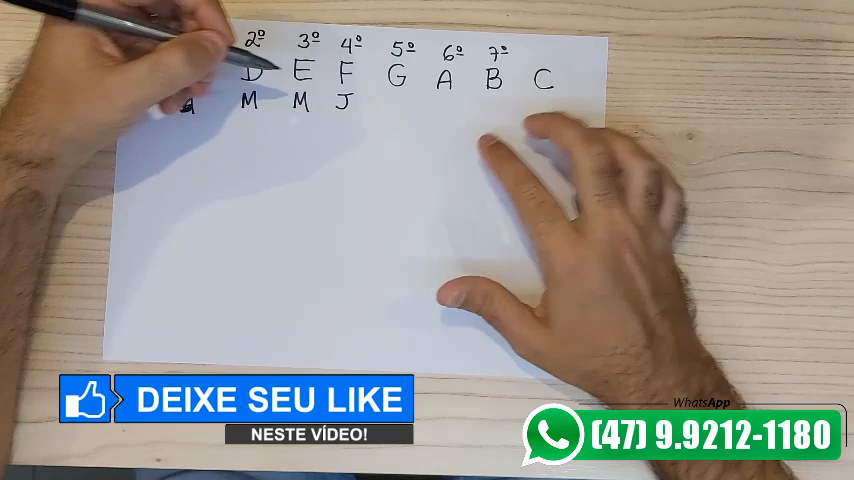 2º 3º 4º 5º 6º 7º
D E F G A B C
M M J
DEIXE SEU LIKE
NESTE VÍDEO!
WhatsApp
(47) 9.9212-1180